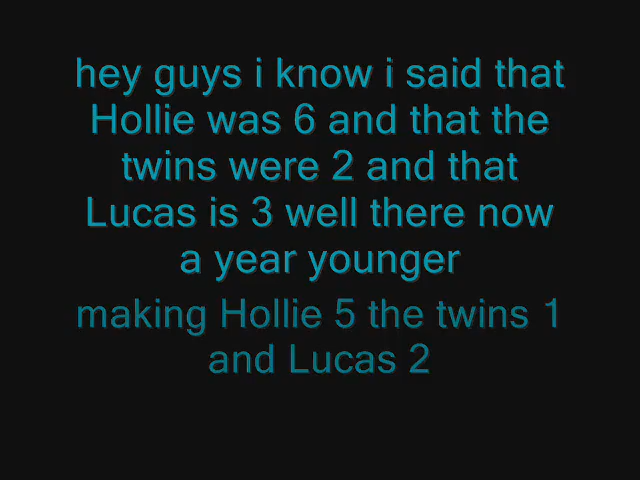 hey guys i know i said that
Hollie was 6 and that the
twins were 2 and that
Lucas is 3 well there now
a year younger
making Hollie 5 the twins 1
and Lucas 2